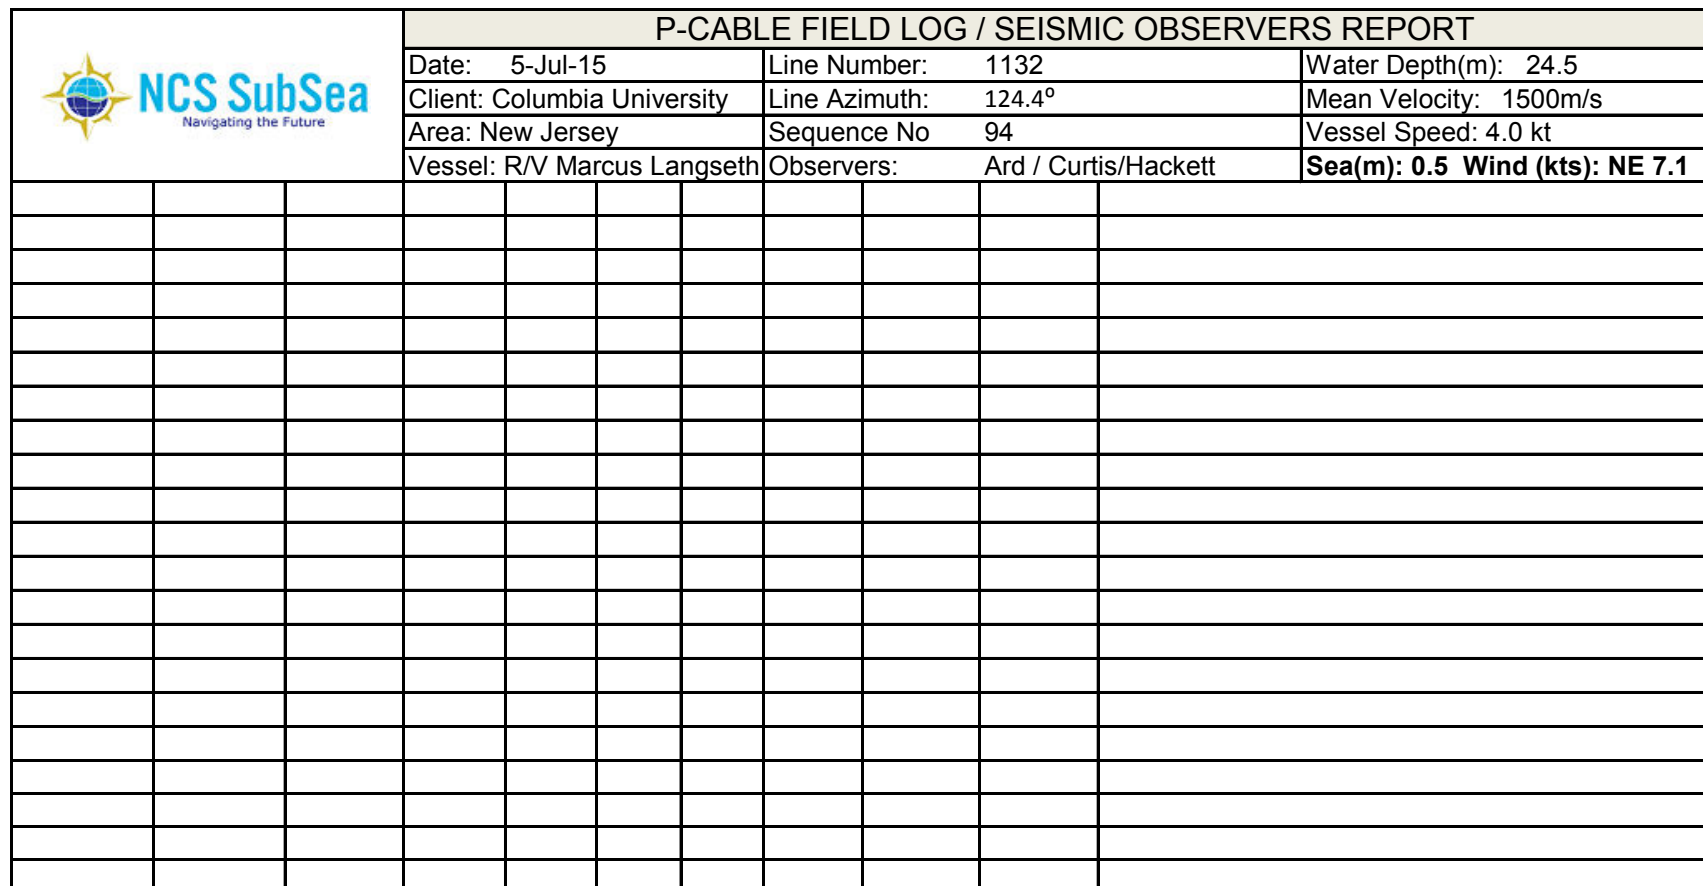 P-CABLE FIELD LOG / SEISMIC OBSERVERS REPORT
NCS SubSea
Navigating the Future
Date: 5-Jul-15 Line Number: 1132 Water Depth(m): 24.5
Client: Columbia University Line Azimuth: 124.4º Mean Velocity: 1500m/s
Area: New Jersey Sequence No 94 Vessel Speed: 4.0 kt
Vessel: R/V Marcus Langseth Observers: Ard / Curtis/Hackett Sea(m): 0.5 Wind (kts): NE 7.1